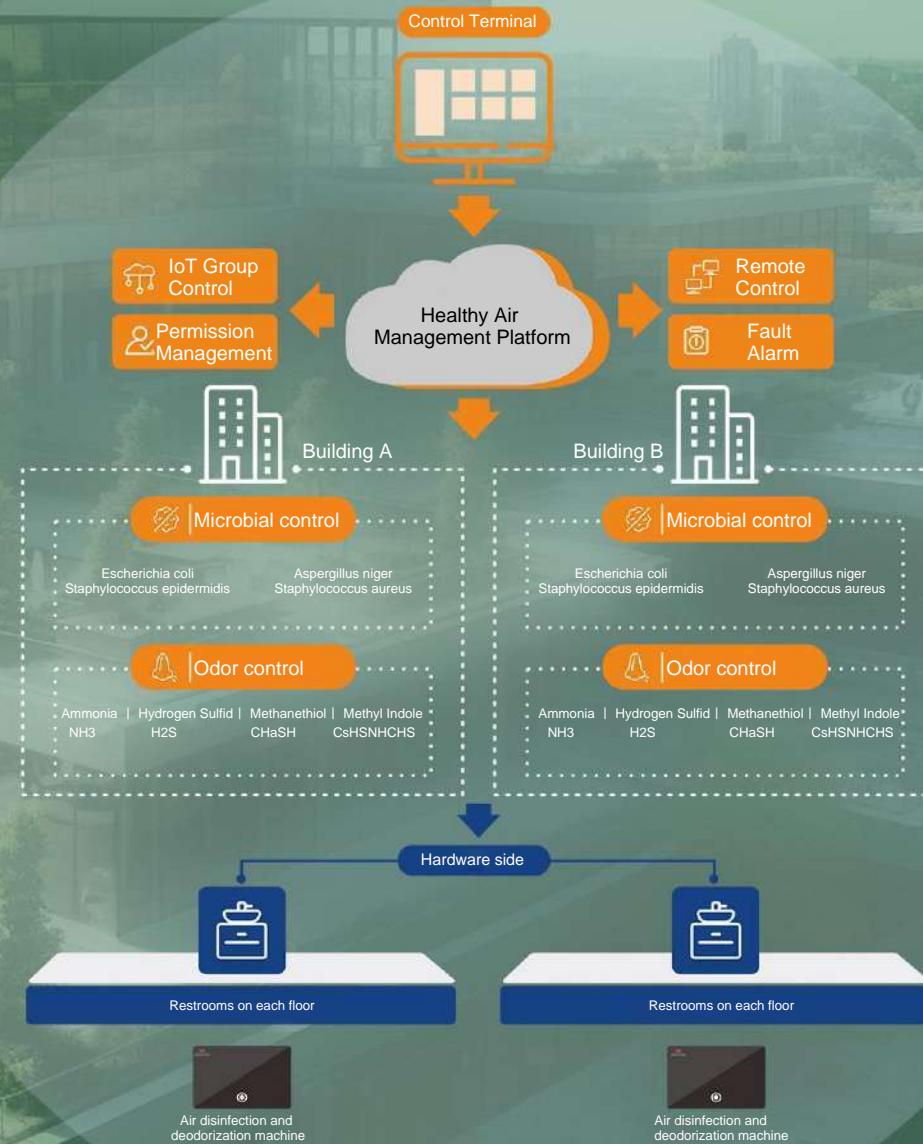 Control Terminal
IoT Group
Control
Permission
Management
Healthy Air
Management Platform
Remote
Control
Fault
Alarm
Building A
Microbial control
Escherichia coli
Staphylococcus epidermidis
Aspergillus niger
Staphylococcus aureus
Odor control
Ammonia | Hydrogen Sulfid | Methanethiol | Methyl Indole
NH3 H2S CHaSH CsHSNHCHS
Building B
Microbial control
Escherichia coli
Staphylococcus epidermidis
Aspergillus niger
Staphylococcus aureus
Odor control
Ammonia | Hydrogen Sulfid | Methanethiol | Methyl Indole
NH3 H2S CHaSH CsHSNHCHS
Hardware side
Restrooms on each floor
Restrooms on each floor
Air disinfection and
deodorization machine
Air disinfection and
deodorization machine